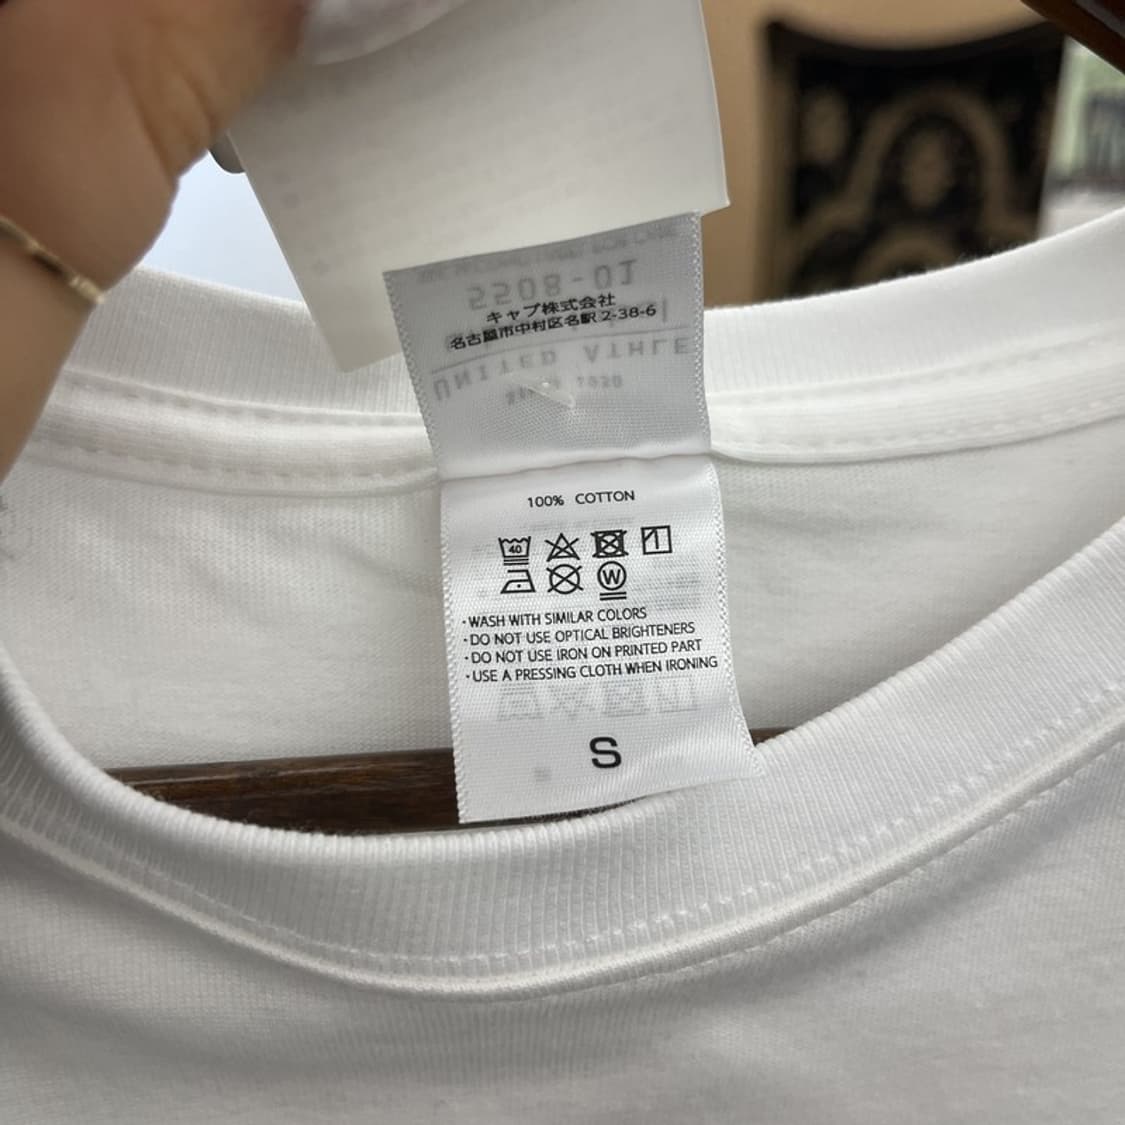 5508-01
キャブ株式会社
名古屋市中村区名駅 2-38-6
UNITED ATHLE
100% COTTON
40
W
・WASH WITH SIMILAR COLORS
・DO NOT USE OPTICAL BRIGHTENERS
・DO NOT USE IRON ON PRINTED PART
・USE A PRESSING CLOTH WHEN IRONING
S